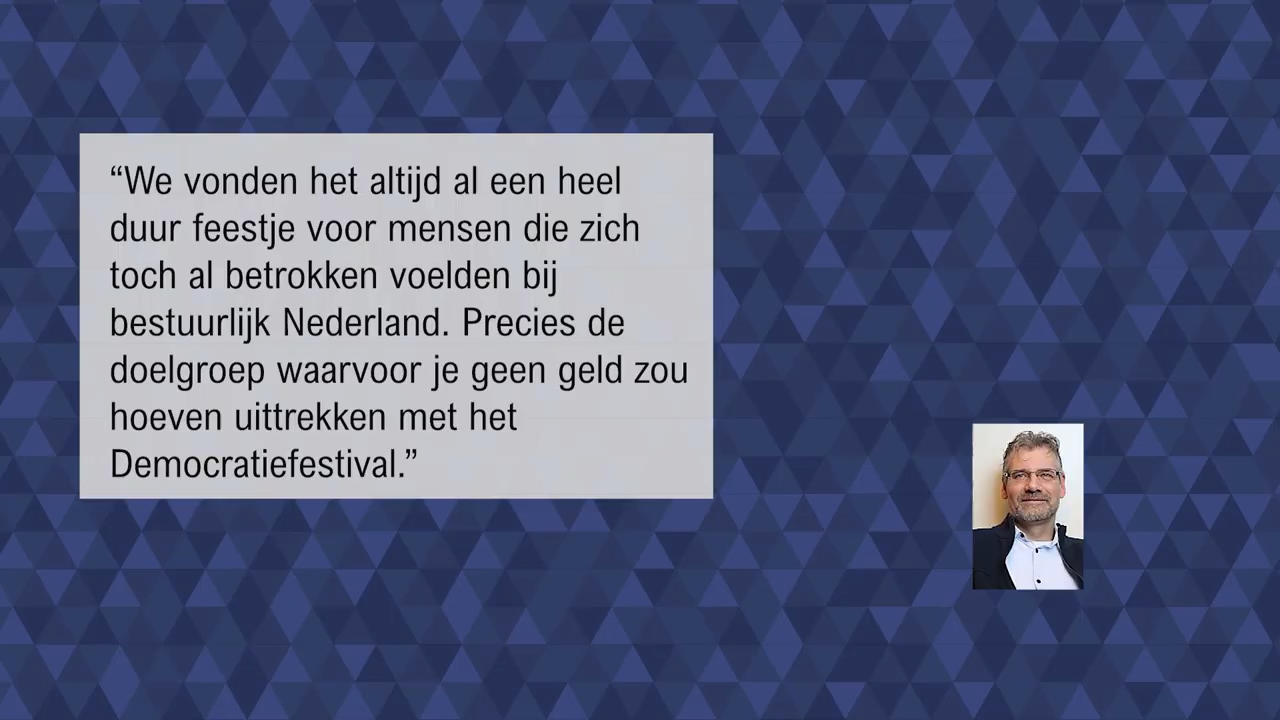 “We vonden het altijd al een heel
duur feestje voor mensen die zich
toch al betrokken voelden bij
bestuurlijk Nederland. Precies de
doelgroep waarvoor je geen geld zou
hoeven uittrekken met het
Democratiefestival.”